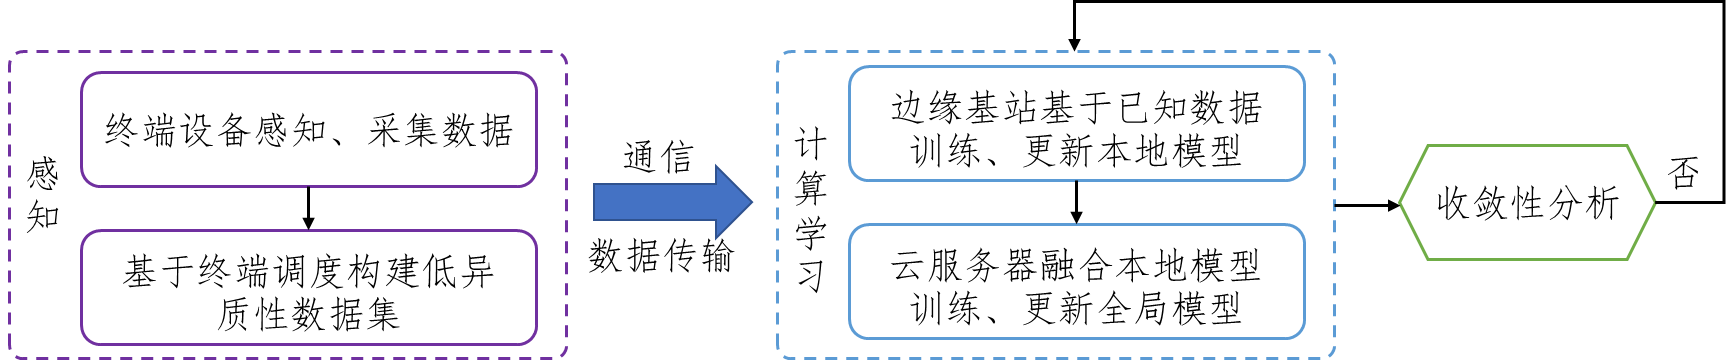 感
知
终端设备感知、采集数据
基于终端调度构建低异
质性数据集
通信
数据传输
计
算
学
习
边缘基站基于已知数据
训练、更新本地模型
云服务器融合本地模型
训练、更新全局模型
收敛性分析
否